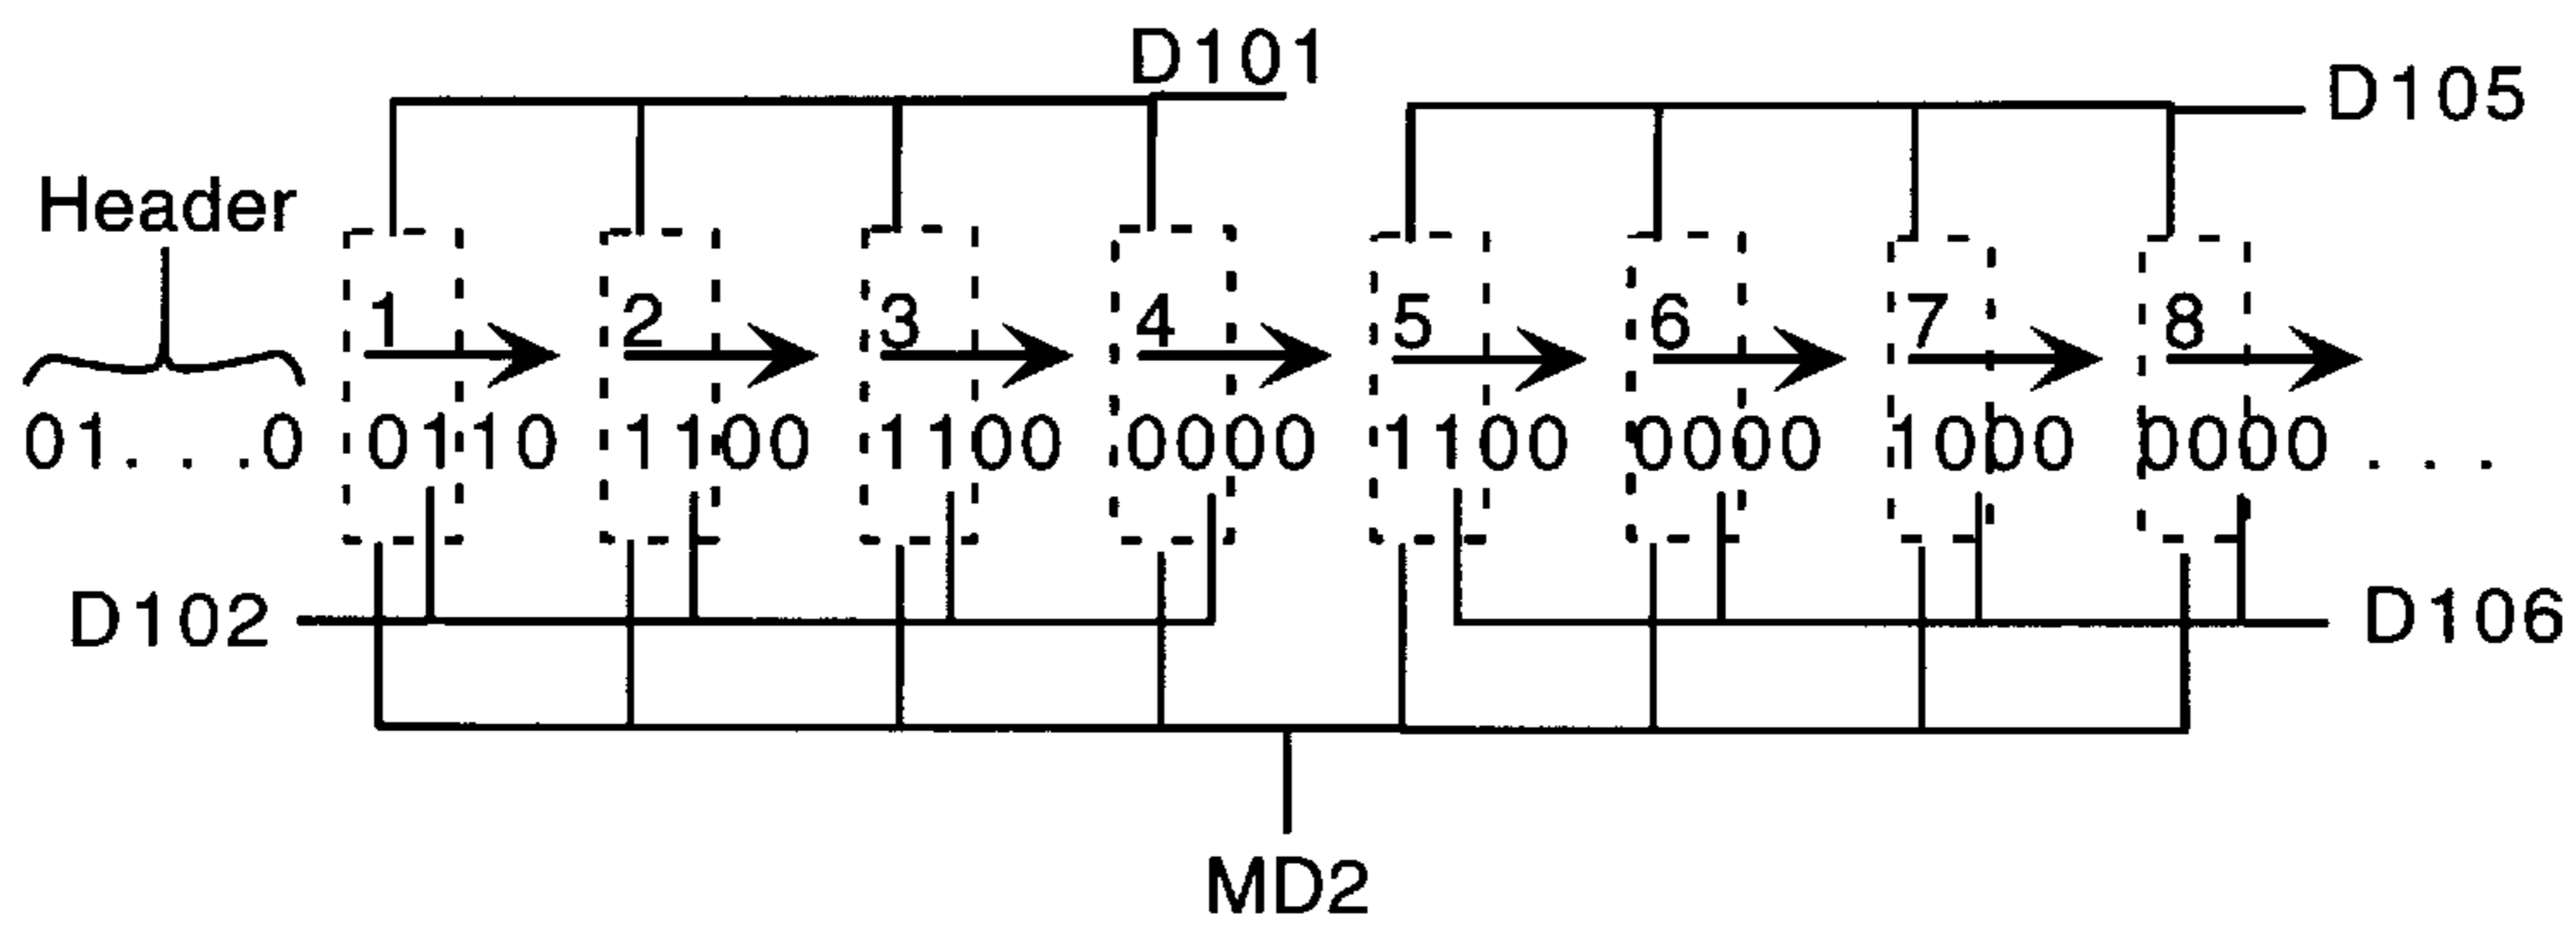 D101
D105
Header
1 2 3 4 5 6 7 8
01. . .0 0110 1100 1100 0000 1100 0000 1000 0000 . . .
D102
D106
MD2